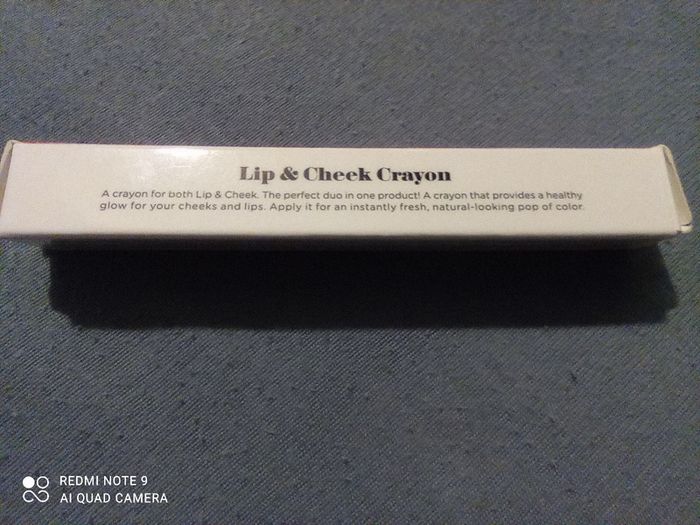 Lip & Cheek Crayon
A crayon for both Lip & Cheek. The perfect duo in one product! A crayon that provides a healthy
glow for your cheeks and lips. Apply it for an instantly fresh, natural-looking pop of color.
REDMI NOTE 9
AI QUAD CAMERA